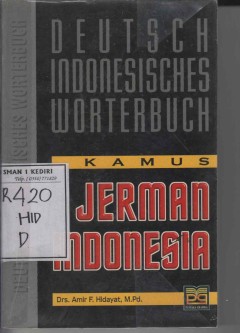 DEUTSCH
INDONESISCHES
WÖRTERBUCH
KAMUS
JERMAN
INDONESIA
Drs. Amir F. Hidayat, M.Pd.
SMAN 1 KEDIRI
R420
HID
D